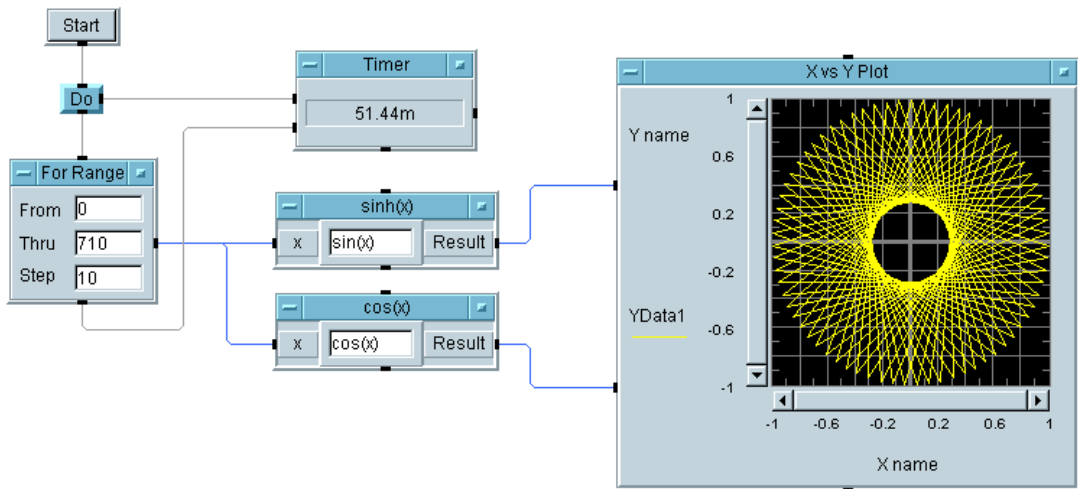 Start
Do
Timer
51.44m
For Range
From 0
Thru 710
Step 10
sinh(x)
x sin(x) Result
cos(x)
x cos(x) Result
X vs Y Plot
Y name
YData1
1
0.6
0.2
-0.2
-0.6
-1
-1 -0.6 -0.2 0.2 0.6 1
X name